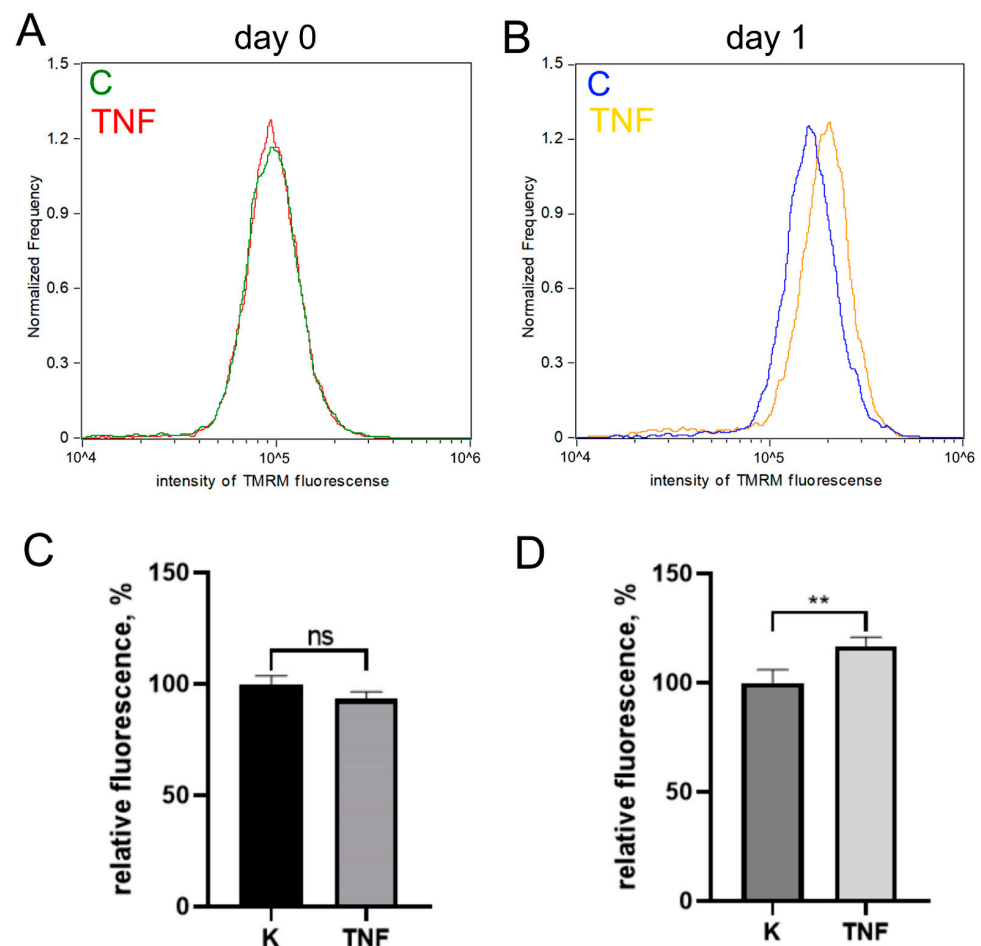 A
day 0
C
TNF
1.5
1.2
0.9
0.6
0.3
0
Normalized Frequency
10^4
10^5
10^6
intensity of TMRM fluorescense
B
day 1
C
TNF
1.5
1.2
0.9
0.6
0.3
0
Normalized Frequency
10^4
10^5
10^6
intensity of TMRM fluorescense
C
150
100
50
0
relative fluorescence, %
ns
K
TNF
D
150
100
50
0
relative fluorescence, %
**
K
TNF